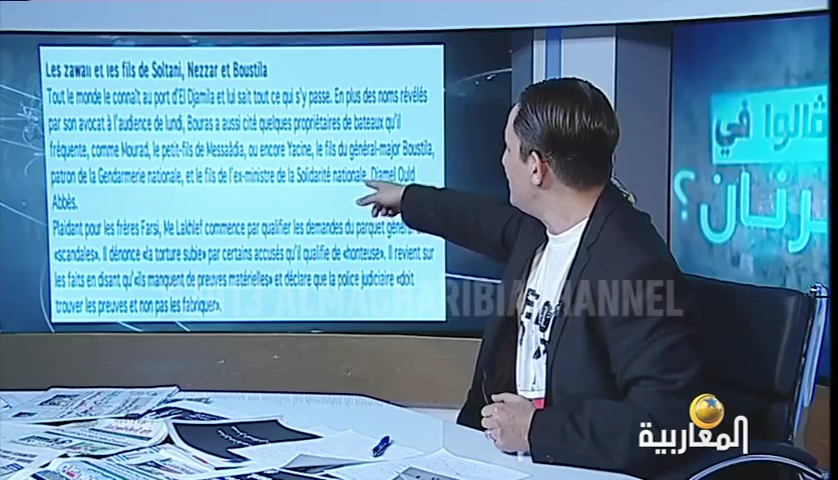 Les zawali et les fils de Soltani, Nezzar et Boustila
Tout le monde le connaît au port d'El Djamila et lui sait tout ce qui s'y passe. En plus des noms révélés
par son avocat à l'audience de lundi, Bouras a aussi cité quelques propriétaires de bateaux qu'il
fréquente, comme Mourad, le petit-fils de Messaâdia, ou encore Yacine, le fils du général-major Boustila,
patron de la Gendarmerie nationale, et le fils de l'ex-ministre de la Solidarité nationale, Djamel Ould
Abbès.
Plaidant pour les frères Farsi, Me Lakhlef commence par qualifier les demandes du parquet général
«scandales». Il dénonce «la torture subie» par certains accusés qu'il qualifie de «honteuse». Il revient sur
les faits en disant qu'«ils manquent de preuves matérielles» et déclare que la police judiciaire «doit
trouver les preuves et non pas les fabriquer».
قالوا في
ALMAGHARIBIA CHANNEL
المغاربية